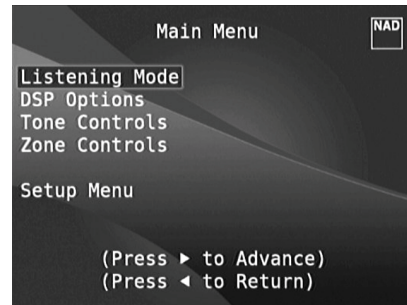 Main Menu
NAD
Listening Mode
DSP Options
Tone Controls
Zone Controls
Setup Menu
(Press ▶ to Advance)
(Press ◀ to Return)